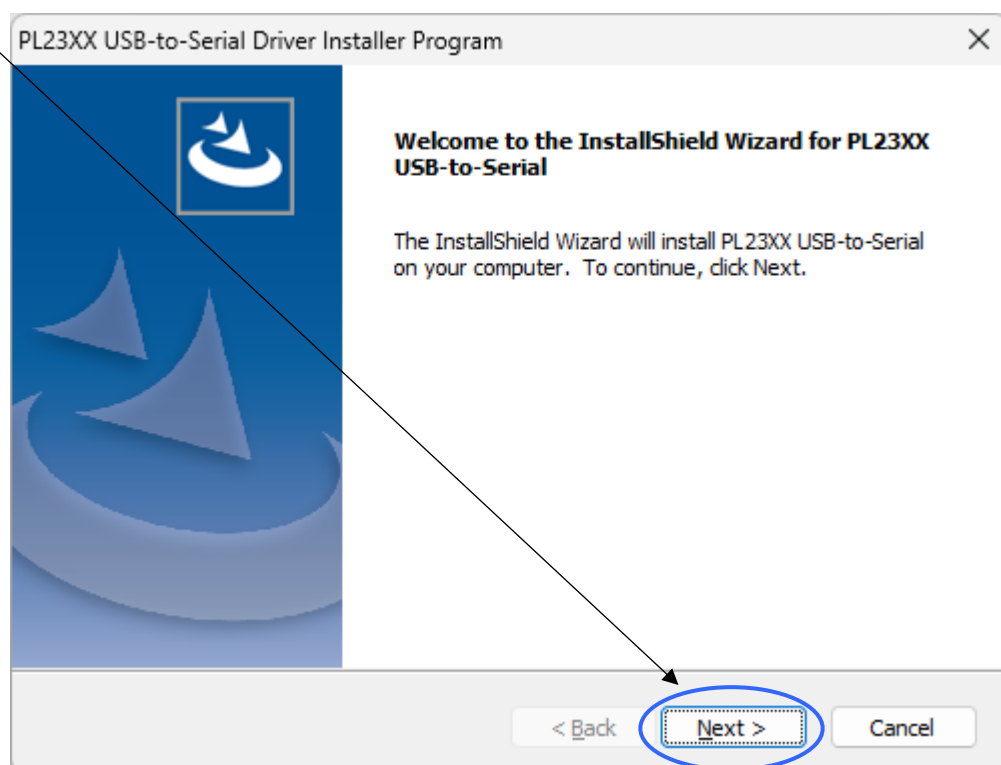 PL23XX USB-to-Serial Driver Installer Program
Welcome to the InstallShield Wizard for PL23XX
USB-to-Serial
The InstallShield Wizard will install PL23XX USB-to-Serial
on your computer.  To continue, click Next.
< Back
Next >
Cancel